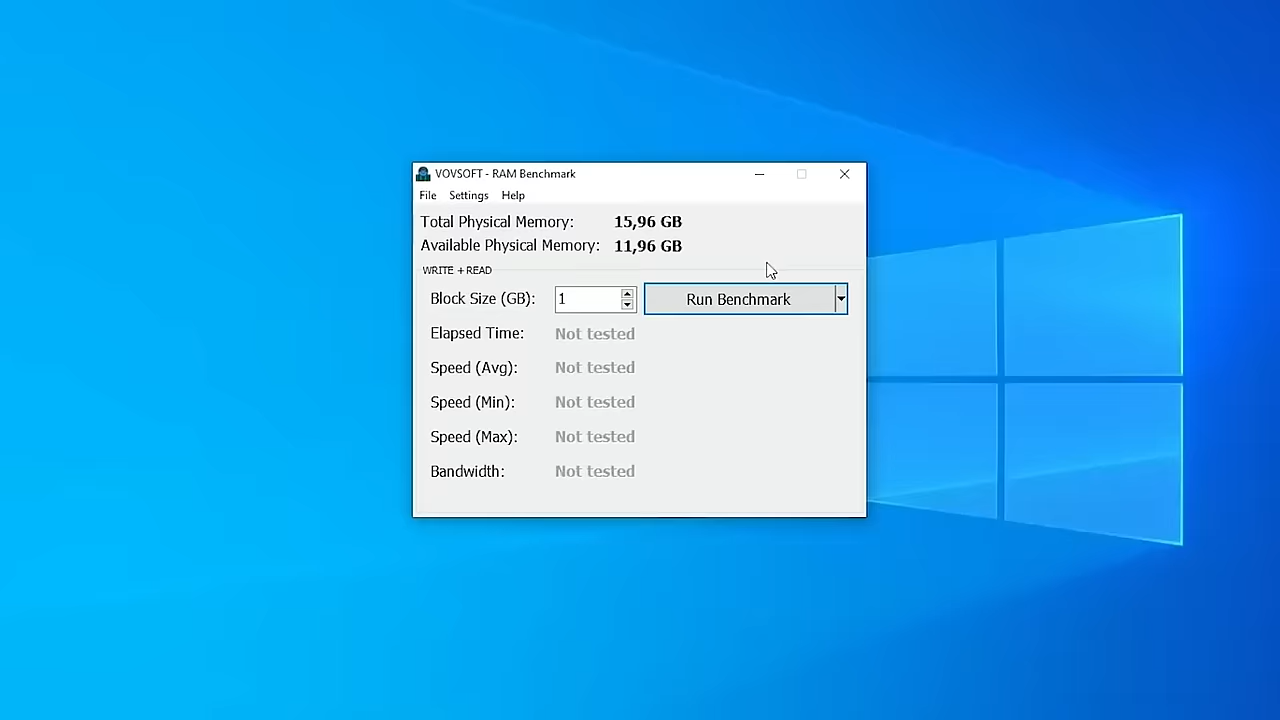 VOVSOFT - RAM Benchmark
File Settings Help
Total Physical Memory: 15,96 GB
Available Physical Memory: 11,96 GB
WRITE + READ
Block Size (GB): 1 Run Benchmark
Elapsed Time: Not tested
Speed (Avg): Not tested
Speed (Min): Not tested
Speed (Max): Not tested
Bandwidth: Not tested